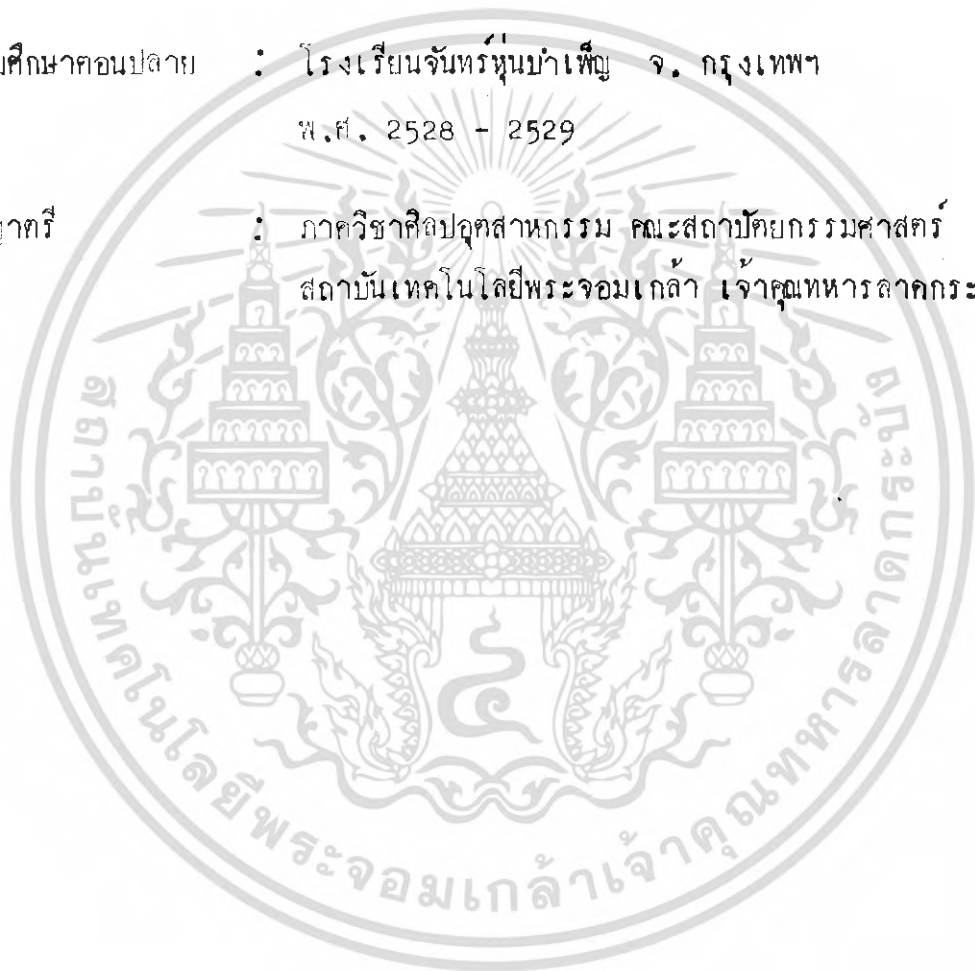 มศึกษาตอนปลาย : โรงเรียนจันทร์หุ่นบำเพ็ญ จ. กรุงเทพฯ
พ.ศ. 2528 - 2529
ญาตรี : ภาควิชาศิลปอุตสาหกรรม คณะสถาปัตยกรรมศาสตร์
สถาบันเทคโนโลยีพระจอมเกล้า เจ้าคุณทหารลาดกระ
สถาบันเทคโนโลยีพระจอมเกล้าเจ้าคุณทหารลาดกระบัง